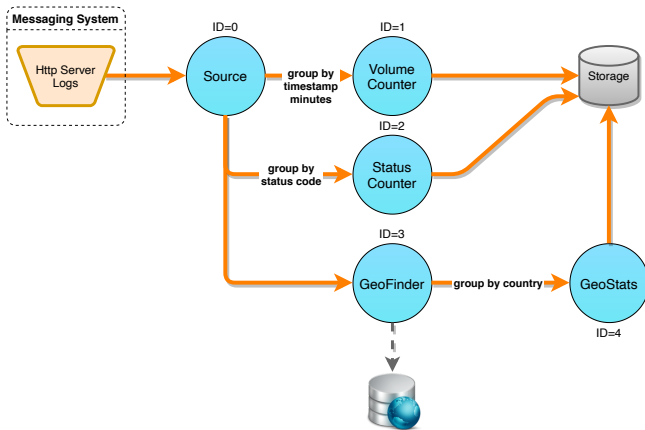 Messaging System
Http Server
Logs
ID=0
Source
group by
timestamp
minutes
ID=1
Volume
Counter
Storage
ID=2
group by
status code
Status
Counter
ID=3
GeoFinder
group by country
GeoStats
ID=4